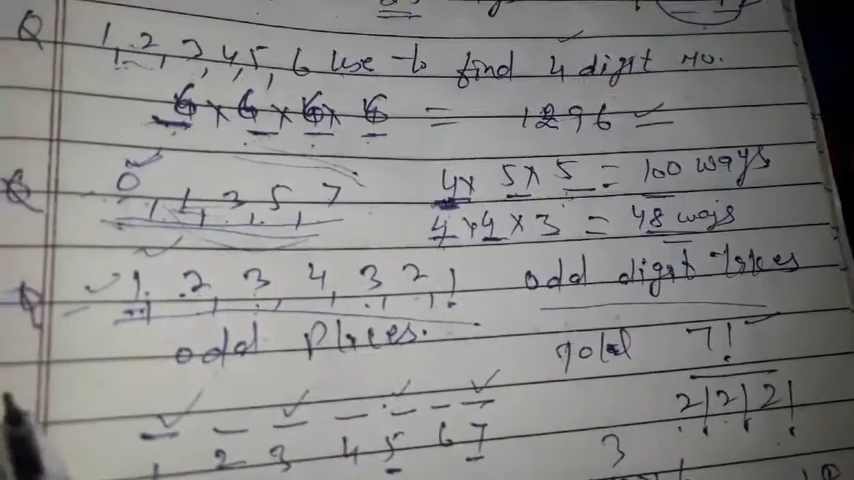 Q 1, 2, 3, 4, 5, 6 use to find 4 digit no.
6 × 6 × 6 × 6 = 1296
Q 0, 1, 3, 5, 7 4 × 5 × 5 = 100 ways
4 × 4 × 3 = 48 ways
Q 1, 2, 3, 4, 3, 2, 1 odd digit
odd places. Total 7!
2! 2! 2!
1 2 3 4 5 6 7 3